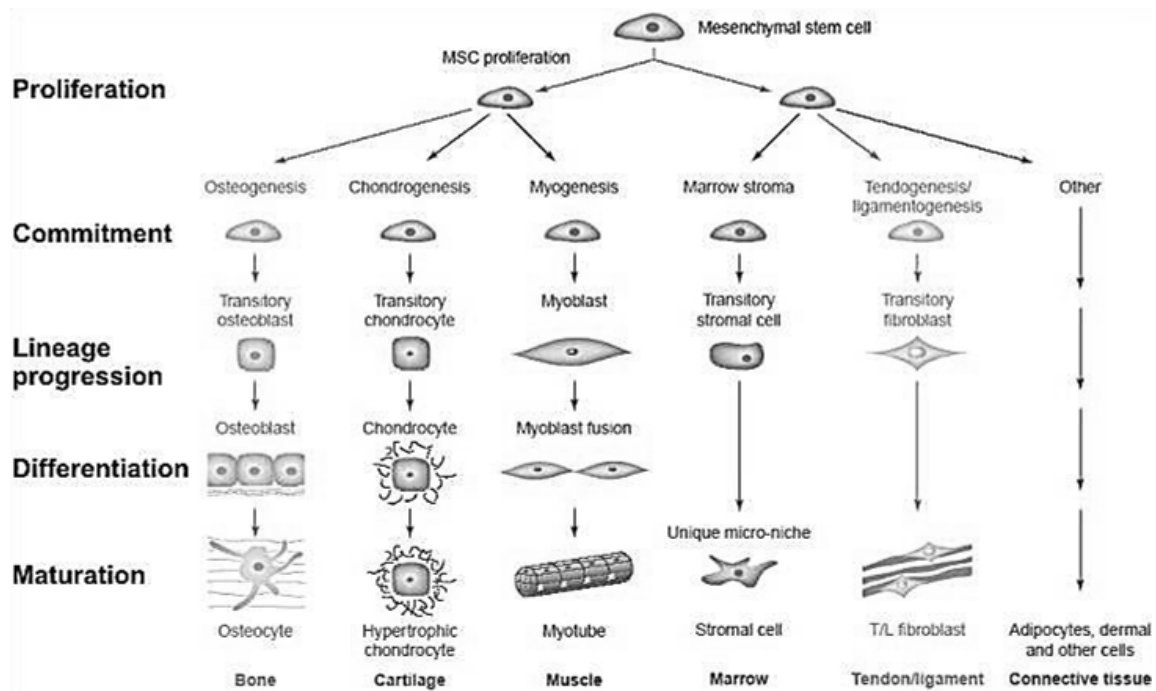 Mesenchymal stem cell
MSC proliferation
Proliferation
Osteogenesis
Chondrogenesis
Myogenesis
Marrow stroma
Tendogenesis/
ligamentogenesis
Other
Commitment
Transitory
osteoblast
Transitory
chondrocyte
Myoblast
Transitory
stromal cell
Transitory
fibroblast
Lineage
progression
Osteoblast
Chondrocyte
Myoblast fusion
Differentiation
Unique micro-niche
Maturation
Osteocyte
Hypertrophic
chondrocyte
Myotube
Stromal cell
T/L fibroblast
Adipocytes, dermal
and other cells
Bone
Cartilage
Muscle
Marrow
Tendon/ligament
Connective tissue